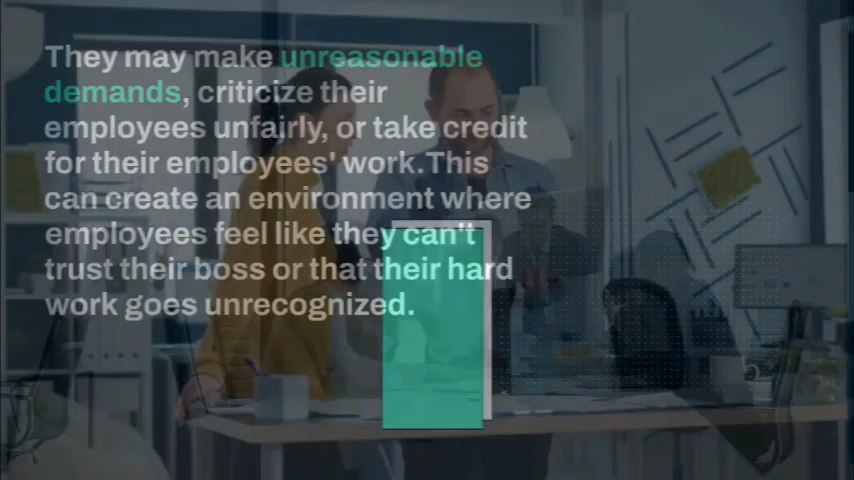 They may make unreasonable
demands, criticize their
employees unfairly, or take credit
for their employees' work.This
can create an environment where
employees feel like they can't
trust their boss or that their hard
work goes unrecognized.